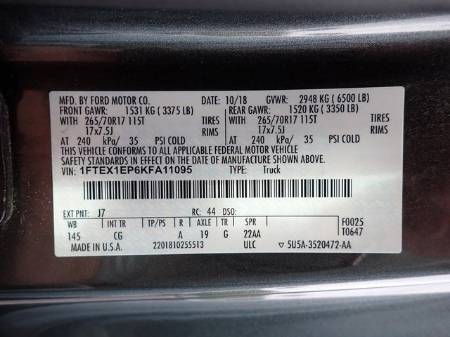 MFD. BY FORD MOTOR CO. DATE: 10/18 GVWR: 2948 KG (6500 LB)
FRONT GAWR: 1531 KG (3375 LB) REAR GAWR: 1520 KG (3350 LB)
WITH 265/70R17 115T TIRES WITH 265/70R17 115T TIRES
17x7.5J RIMS 17x7.5J RIMS
AT 240 kPa/ 35 PSI COLD AT 240 kPa/ 35 PSI COLD
THIS VEHICLE CONFORMS TO ALL APPLICABLE FEDERAL MOTOR VEHICLE
SAFETY STANDARDS IN EFFECT ON THE DATE OF MANUFACTURE SHOWN ABOVE.
VIN: 1FTEX1EP6KFA11095 TYPE: Truck
EXT PNT: J7 RC: 44 DSO: F0025
WB INT TR TP/PS R AXLE TR SPR T0647
145 CG A 19 G 22AA
MADE IN U.S.A. 2201810255513 ULC 5U5A-3520472-AA